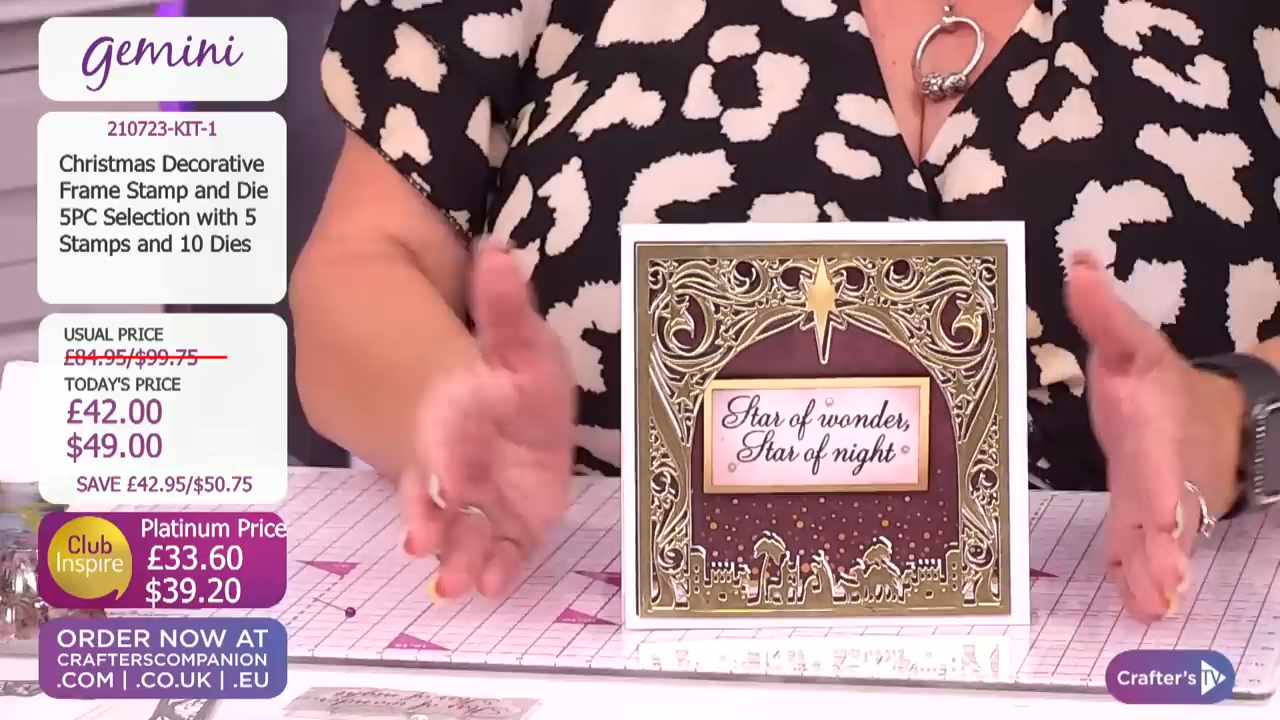 gemini
210723-KIT-1
Christmas Decorative
Frame Stamp and Die
5PC Selection with 5
Stamps and 10 Dies
USUAL PRICE
£84.95/$99.75
TODAY'S PRICE
£42.00
$49.00
SAVE £42.95/$50.75
Club
Inspire
Platinum Price
£33.60
$39.20
ORDER NOW AT
CRAFTERSCOMPANION
.COM | .CO.UK | .EU
Star of wonder,
Star of night
Crafter's TV